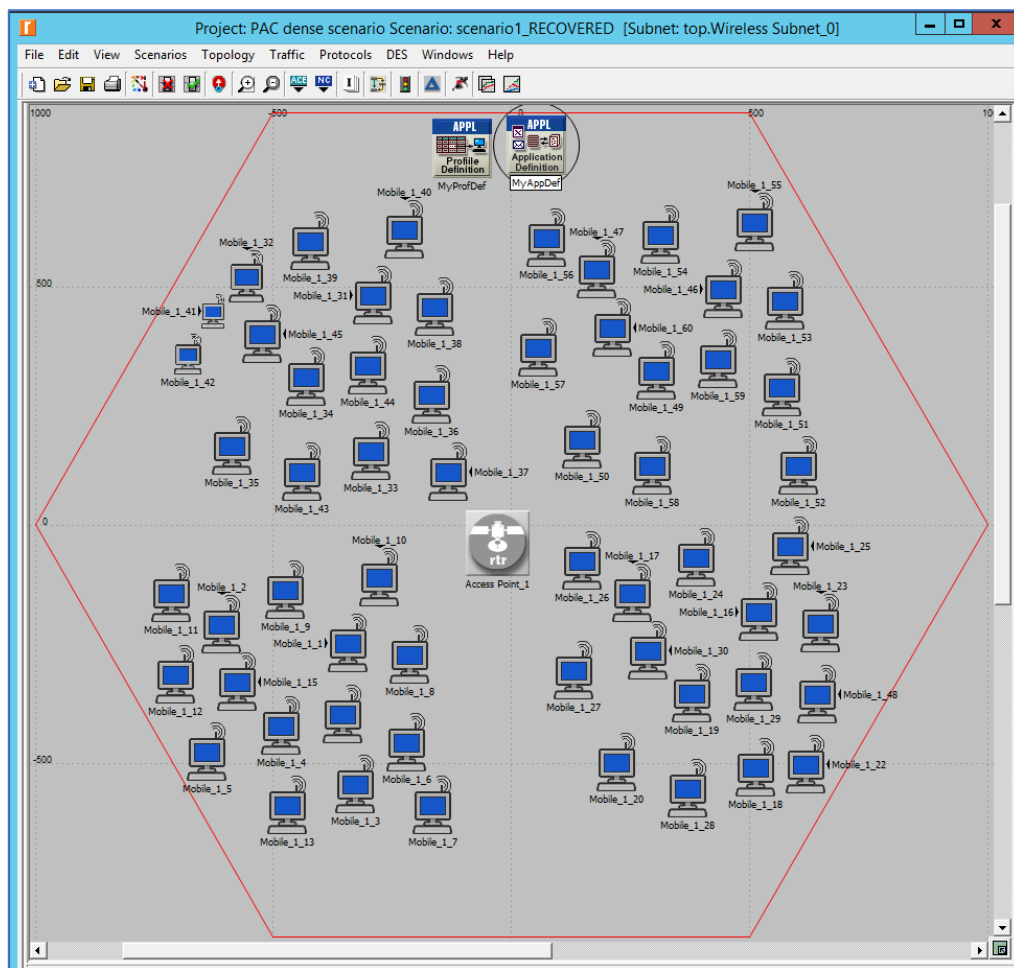 Project: PAC dense scenario Scenario: scenario1_RECOVERED [Subnet: top.Wireless Subnet_0]
File Edit View Scenarios Topology Traffic Protocols DES Windows Help
ACE NC
1000 -500 0 500 10
APPL APPL
Profile Definition
Application Definition
MyProfDef MyAppDef
Mobile_1_40
Mobile_1_55
Mobile_1_32
Mobile_1_39
Mobile_1_47
Mobile_1_56
Mobile_1_54
500
Mobile_1_31
Mobile_1_46
Mobile_1_41
Mobile_1_45
Mobile_1_38
Mobile_1_60
Mobile_1_53
Mobile_1_42
Mobile_1_44
Mobile_1_34
Mobile_1_57
Mobile_1_49
Mobile_1_59
Mobile_1_36
Mobile_1_51
Mobile_1_35
Mobile_1_33
Mobile_1_37
Mobile_1_50
Mobile_1_43
Mobile_1_58
Mobile_1_52
0
rtr
Access Point_1
Mobile_1_10
Mobile_1_25
Mobile_1_17
Mobile_1_2
Mobile_1_23
Mobile_1_26
Mobile_1_24
Mobile_1_16
Mobile_1_11
Mobile_1_9
Mobile_1_1
Mobile_1_30
Mobile_1_8
Mobile_1_15
Mobile_1_48
Mobile_1_12
Mobile_1_27
Mobile_1_19
Mobile_1_29
-500
Mobile_1_4
Mobile_1_6
Mobile_1_22
Mobile_1_5
Mobile_1_20
Mobile_1_18
Mobile_1_3
Mobile_1_28
Mobile_1_13
Mobile_1_7